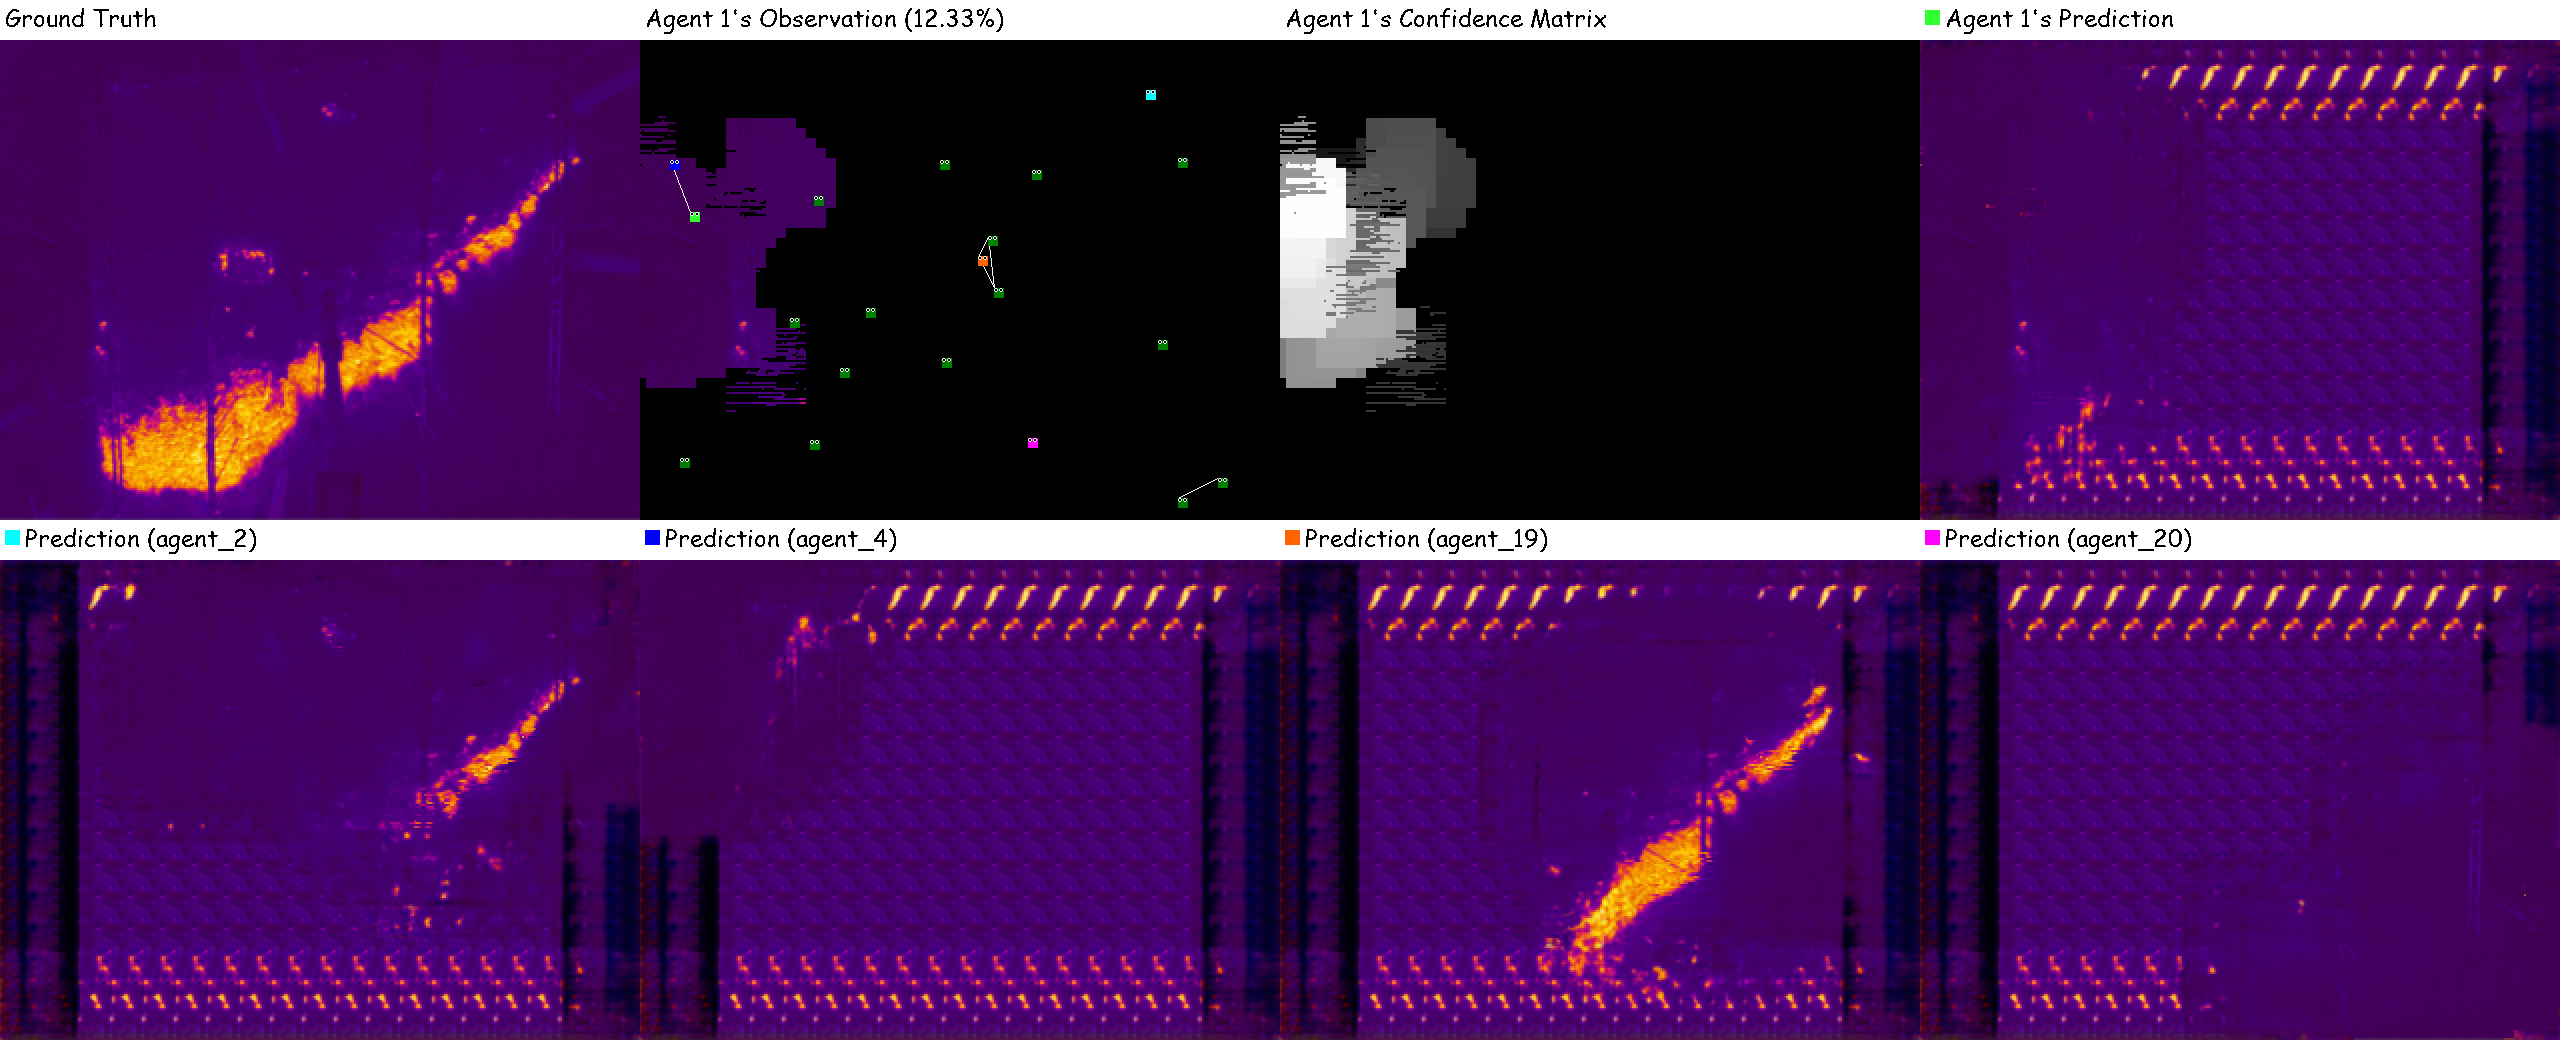 Ground Truth
Agent 1's Observation (12.33%)
Agent 1's Confidence Matrix
Agent 1's Prediction
Prediction (agent_2)
Prediction (agent_4)
Prediction (agent_19)
Prediction (agent_20)